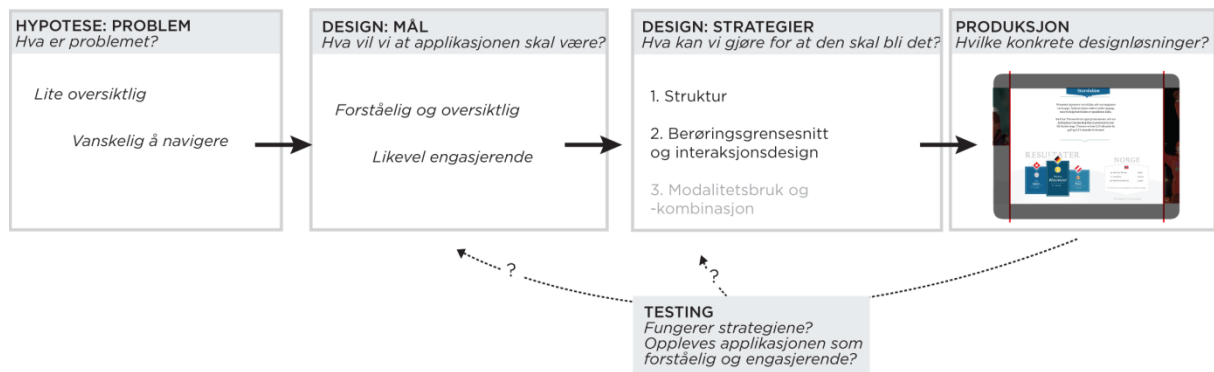 HYPOTESE: PROBLEM
Hva er problemet?
Lite oversiktlig
Vanskelig å navigere
DESIGN: MÅL
Hva vil vi at applikasjonen skal være?
Forståelig og oversiktlig
Likevel engasjerende
DESIGN: STRATEGIER
Hva kan vi gjøre for at den skal bli det?
1. Struktur
2. Berøringsgrensesnitt
og interaksjonsdesign
3. Modalitetsbruk og
-kombinasjon
PRODUKSJON
Hvilke konkrete designløsninger?
RESULTATER
NORGE
?
?
TESTING
Fungerer strategiene?
Oppleves applikasjonen som
forståelig og engasjerende?